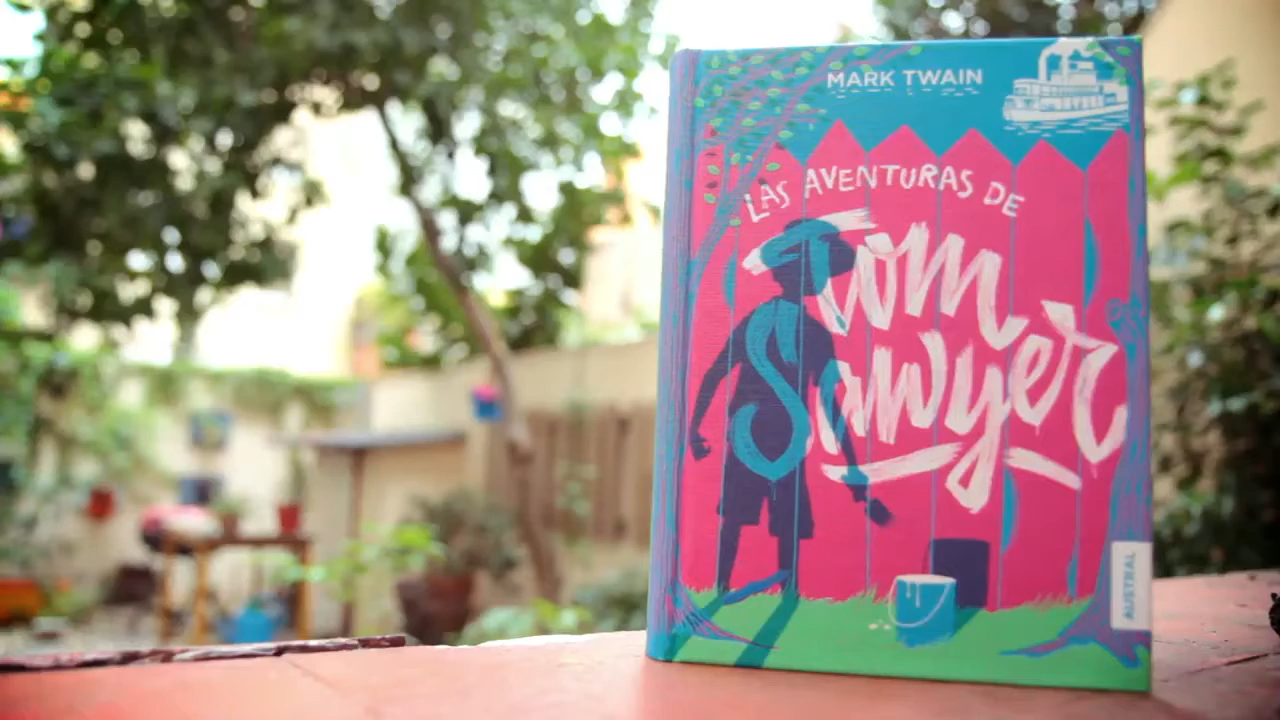 MARK TWAIN
LAS AVENTURAS DE
Tom
Sawyer
AUSTRAL